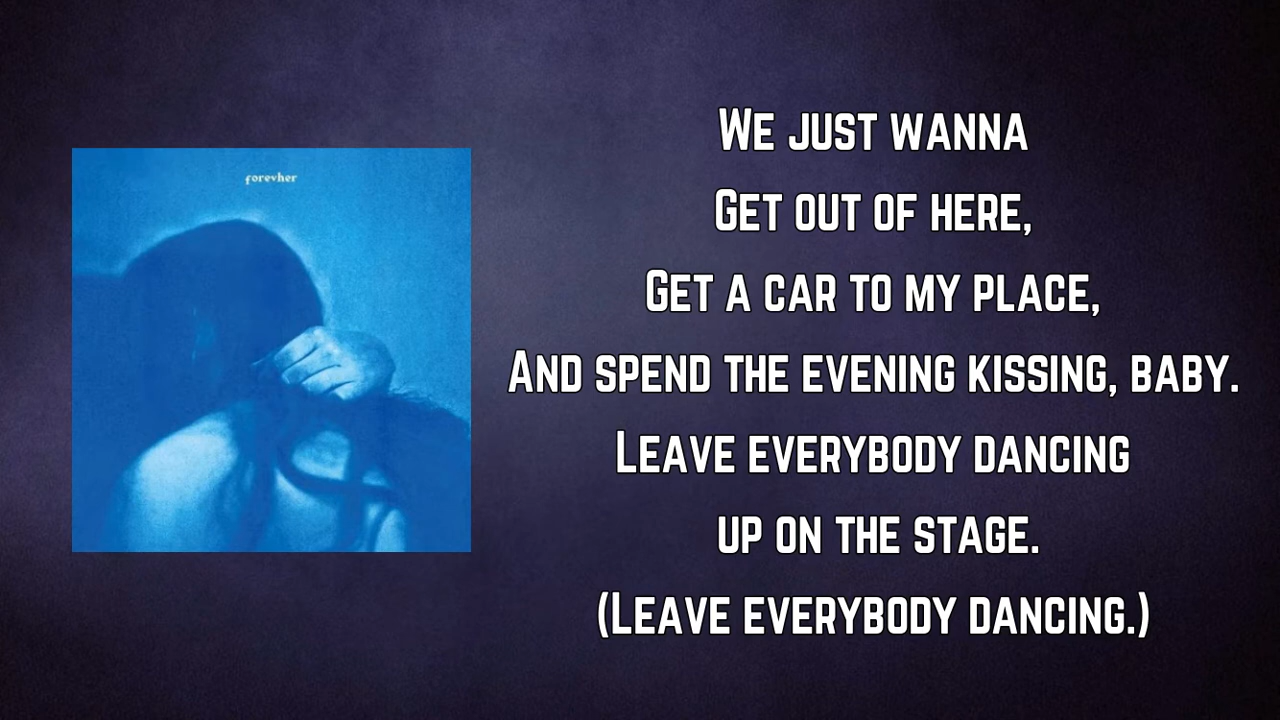 forevher
We just wanna
Get out of here,
Get a car to my place,
And spend the evening kissing, baby.
Leave everybody dancing
up on the stage.
(Leave everybody dancing.)